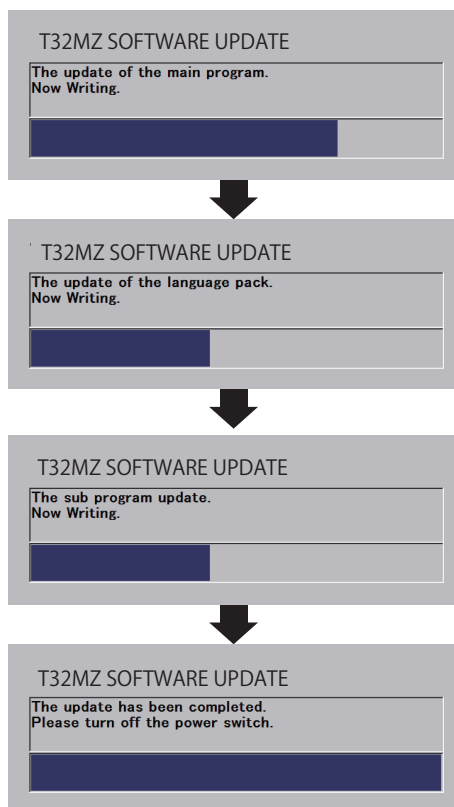 T32MZ SOFTWARE UPDATE
The update of the main program.
Now Writing.
T32MZ SOFTWARE UPDATE
The update of the language pack.
Now Writing.
T32MZ SOFTWARE UPDATE
The sub program update.
Now Writing.
T32MZ SOFTWARE UPDATE
The update has been completed.
Please turn off the power switch.